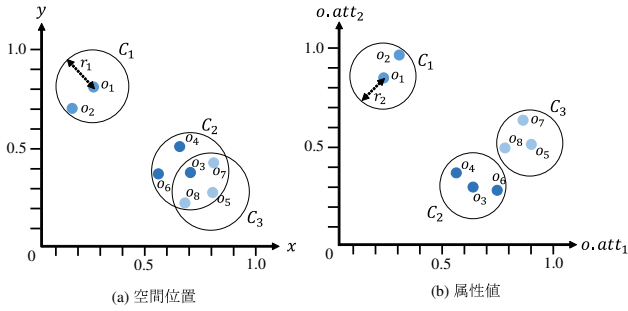 y
1.0
0.5
0
0.5
1.0
x
C₁
r₁
o₁
o₂
C₂
o₄
o₃
o₆
o₇
o₈
o₅
C₃
(a) 空間位置
o.att₂
1.0
0.5
0
0.5
1.0
o.att₁
o₂
C₁
o₁
r₂
C₃
o₇
o₈
o₅
o₄
o₆
o₃
C₂
(b) 属性値